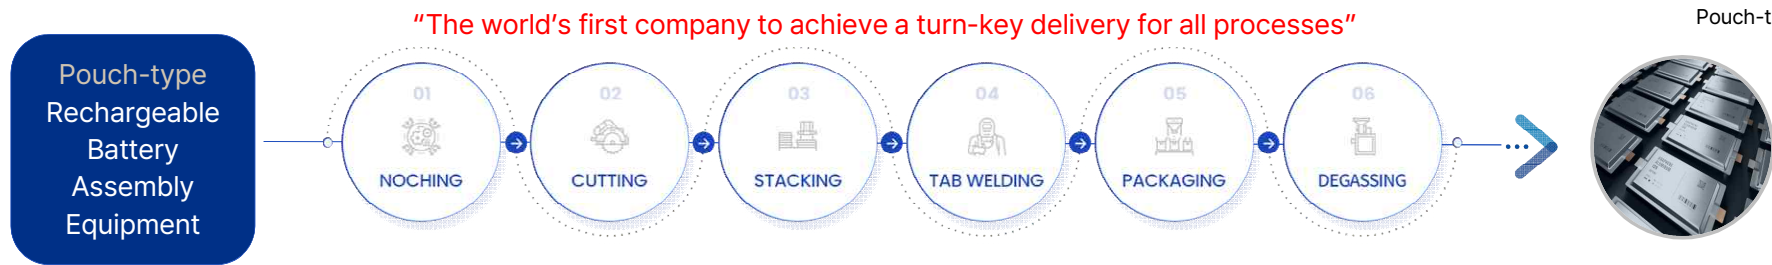 “The world’s first company to achieve a turn-key delivery for all processes”
Pouch-t
Pouch-type
Rechargeable
Battery
Assembly
Equipment
01
NOCHING
02
CUTTING
03
STACKING
04
TAB WELDING
05
PACKAGING
06
DEGASSING